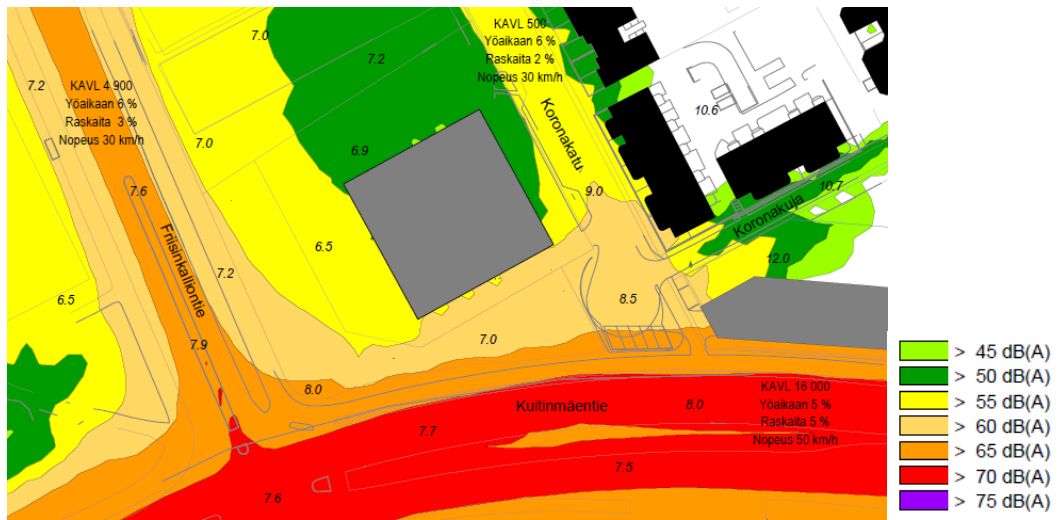 KAVL 500
Yöaikaan 6 %
Raskaita 2 %
Nopeus 30 km/h
7.0
7.2
7.2
KAVL 4 900
Yöaikaan 6 %
Raskaita 3 %
Nopeus 30 km/h
10.6
Koronakatu
7.0
6.9
7.6
9.0
10.7
Koronakuja
Friisinkalliontie
6.5
7.2
12.0
6.5
8.5
7.9
7.0
8.0
KAVL 16 000
Yöaikaan 5 %
Raskaita 5 %
Nopeus 50 km/h
Kuitinmäentie
8.0
7.7
7.5
7.6
> 45 dB(A)
> 50 dB(A)
> 55 dB(A)
> 60 dB(A)
> 65 dB(A)
> 70 dB(A)
> 75 dB(A)